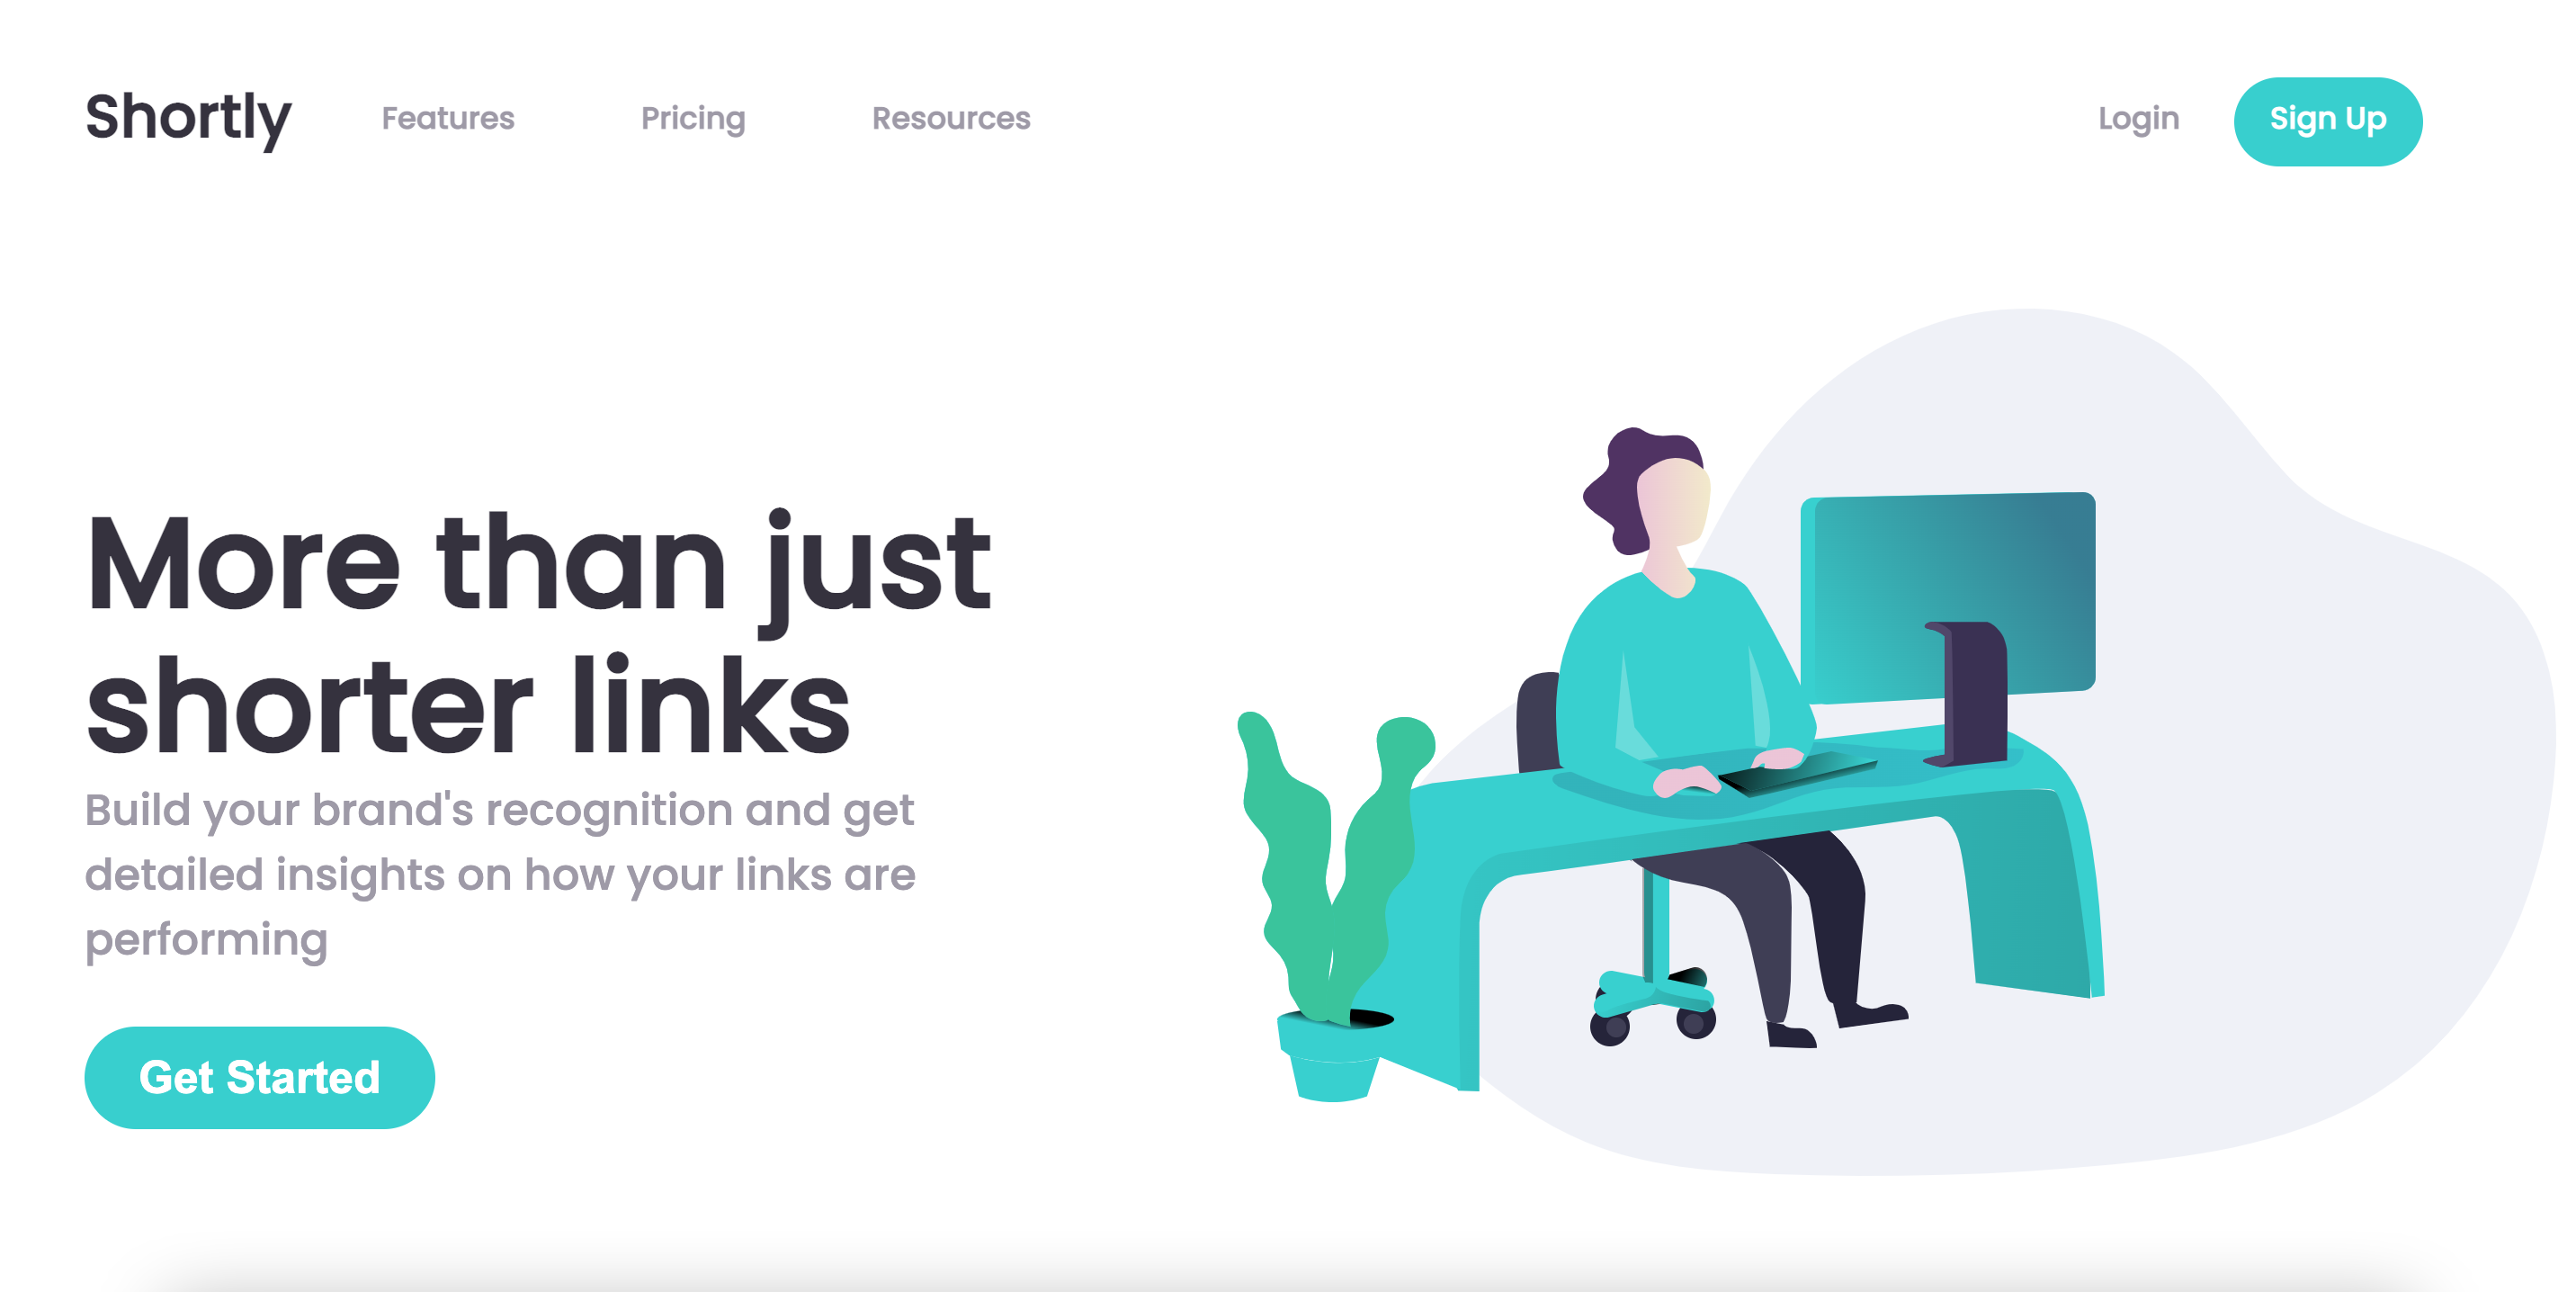 Shortly
Features
Pricing
Resources
Login
Sign Up
More than just
shorter links
Build your brand's recognition and get
detailed insights on how your links are
performing
Get Started